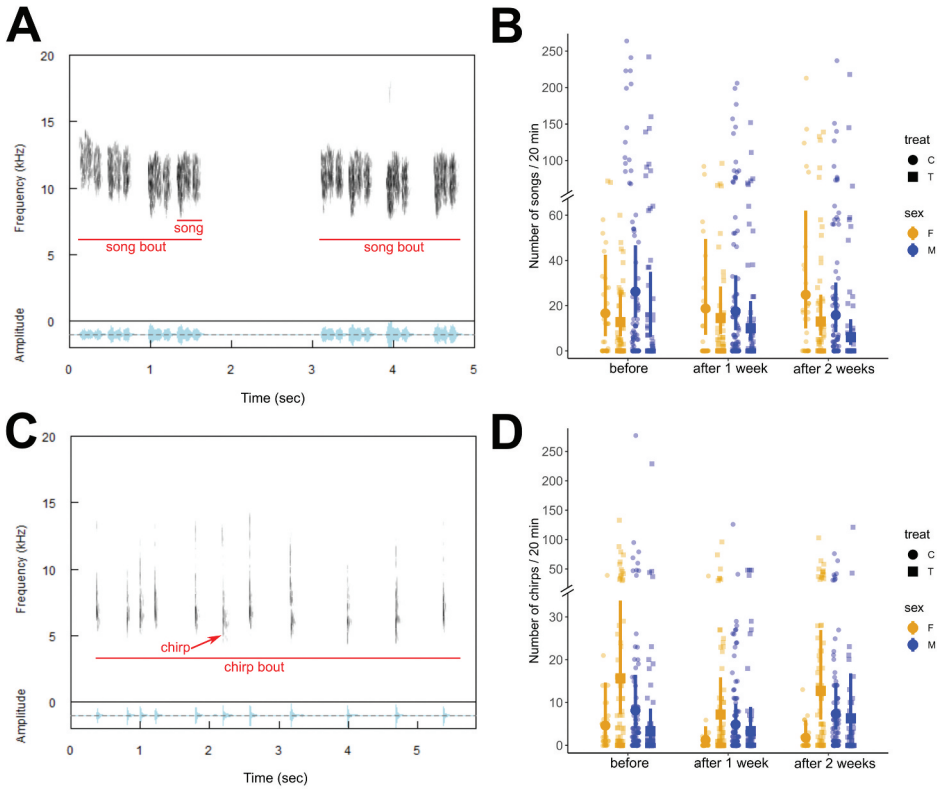 A
20
15
10
5
0
Frequency (kHz)
Amplitude
song
song bout
song bout
0
1
2
3
4
5
Time (sec)
B
250
200
150
100
60
40
20
0
Number of songs / 20 min
before
after 1 week
after 2 weeks
treat
C
T
sex
F
M
C
20
15
10
5
0
Frequency (kHz)
Amplitude
chirp
chirp bout
0
1
2
3
4
5
Time (sec)
D
250
200
150
100
50
30
20
10
0
Number of chirps / 20 min
before
after 1 week
after 2 weeks
treat
C
T
sex
F
M